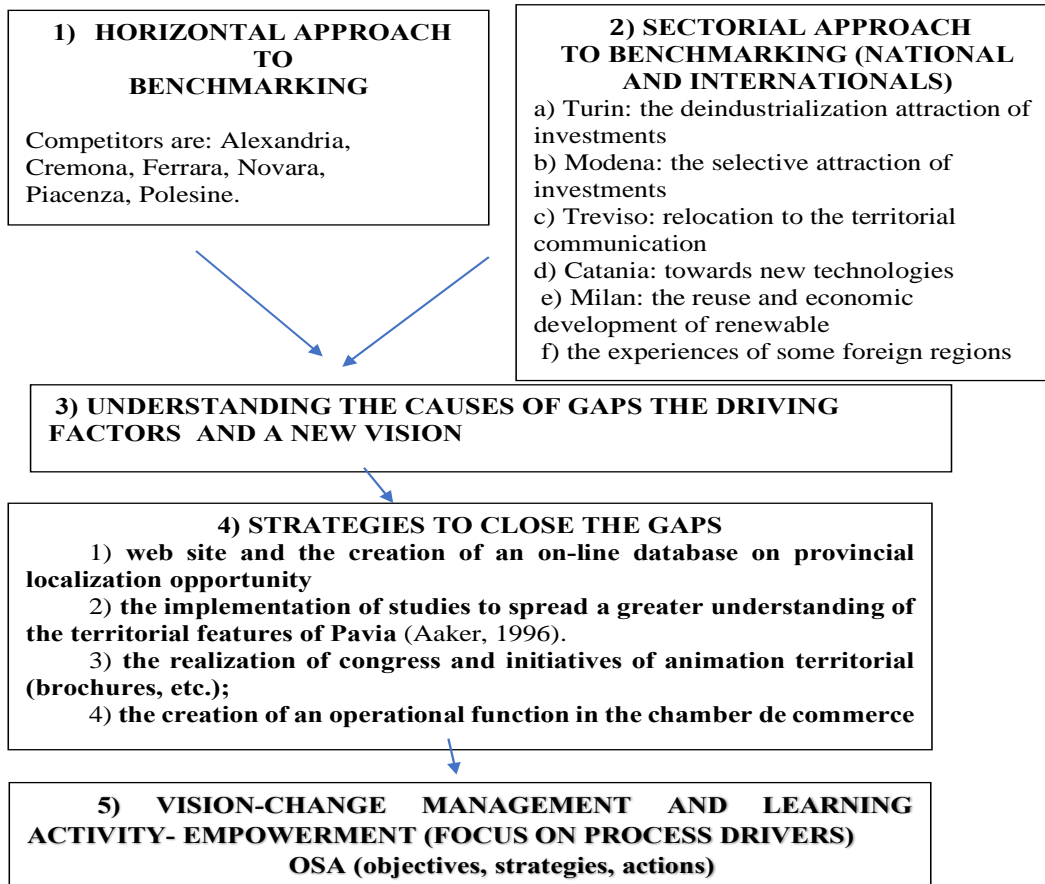 1) HORIZONTAL APPROACH
TO
BENCHMARKING
Competitors are: Alexandria,
Cremona, Ferrara, Novara,
Piacenza, Polesine.
2) SECTORIAL APPROACH
TO BENCHMARKING (NATIONAL
AND INTERNATIONALS)
a) Turin: the deindustrialization attraction of
investments
b) Modena: the selective attraction of
investments
c) Treviso: relocation to the territorial
communication
d) Catania: towards new technologies
e) Milan: the reuse and economic
development of renewable
f) the experiences of some foreign regions
3) UNDERSTANDING THE CAUSES OF GAPS THE DRIVING
FACTORS AND A NEW VISION
4) STRATEGIES TO CLOSE THE GAPS
1) web site and the creation of an on-line database on provincial
localization opportunity
2) the implementation of studies to spread a greater understanding of
the territorial features of Pavia (Aaker, 1996).
3) the realization of congress and initiatives of animation territorial
(brochures, etc.);
4) the creation of an operational function in the chamber de commerce
5) VISION-CHANGE MANAGEMENT AND LEARNING
ACTIVITY- EMPOWERMENT (FOCUS ON PROCESS DRIVERS)
OSA (objectives, strategies, actions)